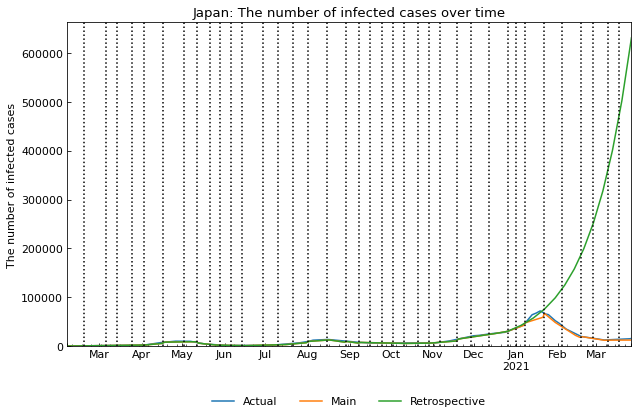 Japan: The number of infected cases over time
The number of infected cases
600000
500000
400000
300000
200000
100000
0
Mar Apr May Jun Jul Aug Sep Oct Nov Dec Jan Feb Mar
2021
Actual Main Retrospective